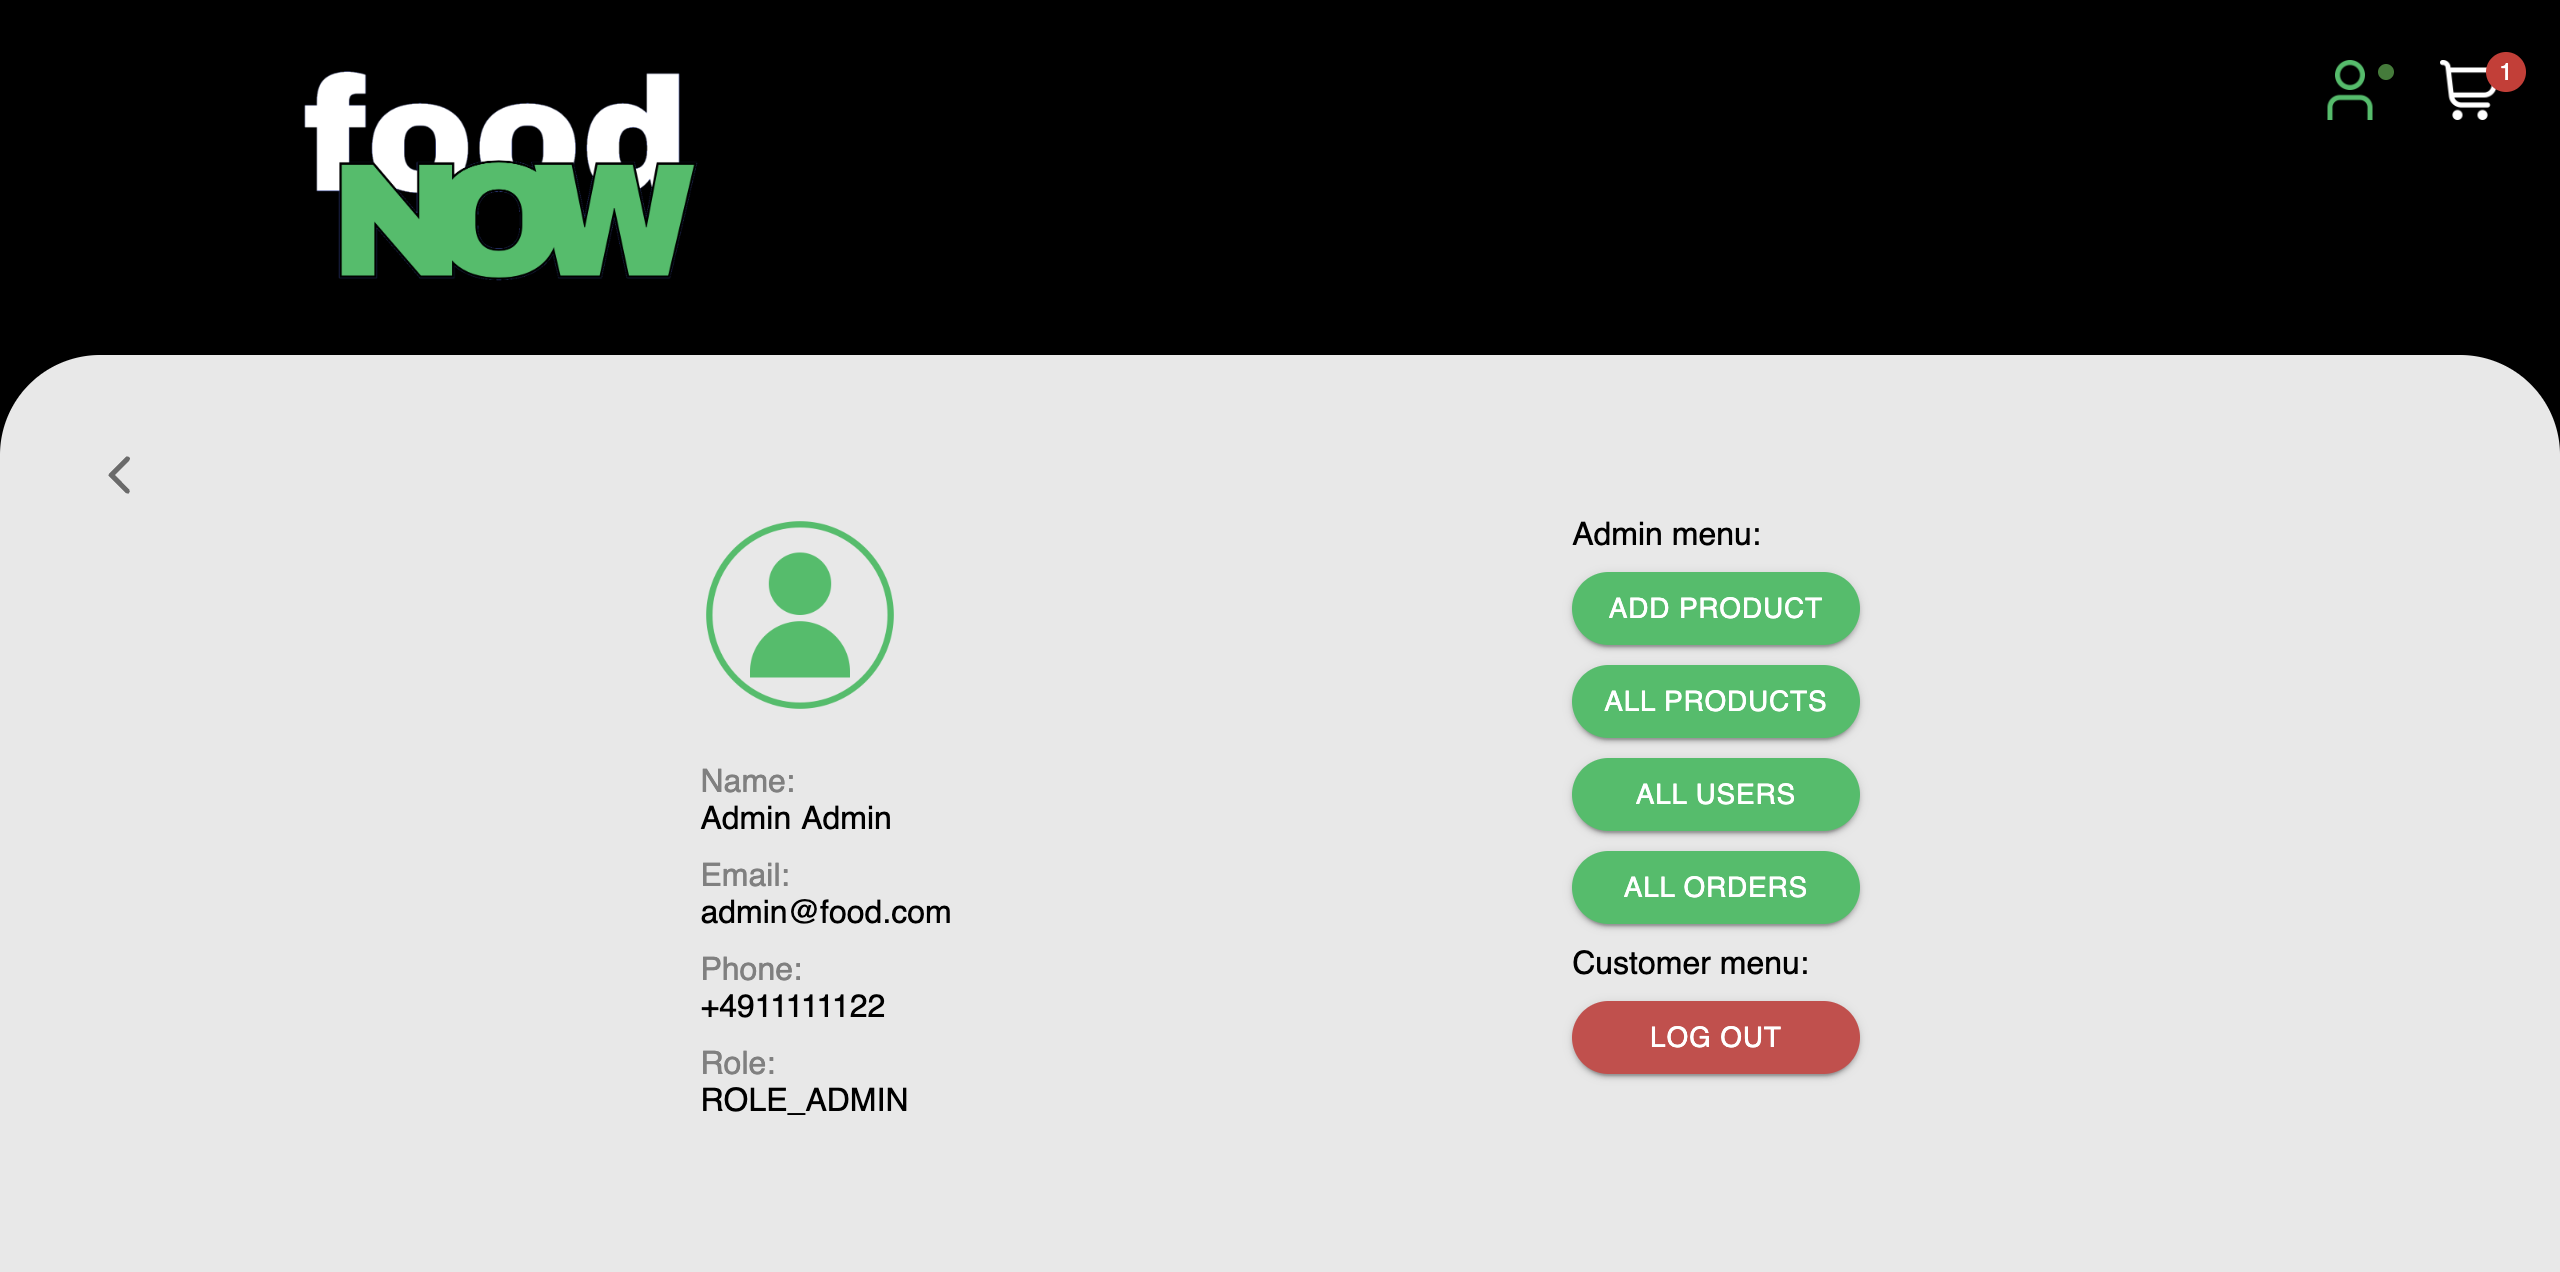 food
NOW
1
Name:
Admin Admin
Email:
admin@food.com
Phone:
+4911111122
Role:
ROLE_ADMIN
Admin menu:
ADD PRODUCT
ALL PRODUCTS
ALL USERS
ALL ORDERS
Customer menu:
LOG OUT